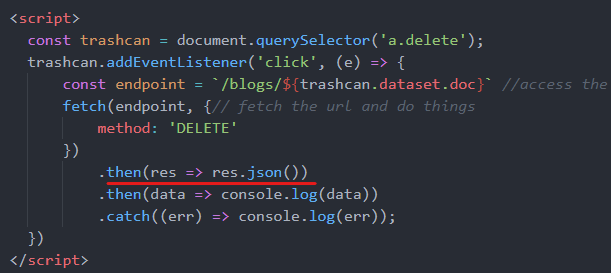 <script>
const trashcan = document.querySelector('a.delete');
trashcan.addEventListener('click', (e) => {
const endpoint = `/blogs/${trashcan.dataset.doc}` //access the
fetch(endpoint, {// fetch the url and do things
method: 'DELETE'
})
.then(res => res.json())
.then(data => console.log(data))
.catch((err) => console.log(err));
})
</script>